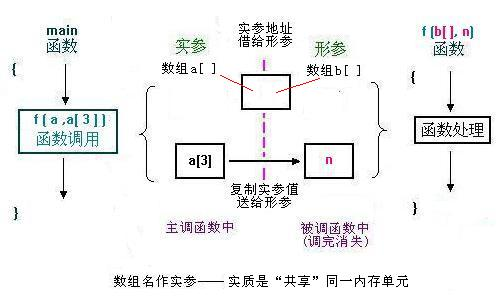 main
函数
{
f ( a ,a[ 3 ] )
函数调用
}
实参
数组a[ ]
实参地址
借给形参
形参
数组b[ ]
a[3]
n
复制实参值
送给形参
主调函数中
被调函数中
(调完消失)
f (b[ ], n)
函数
{
函数处理
}
数组名作实参—— 实质是“共享”同一内存单元